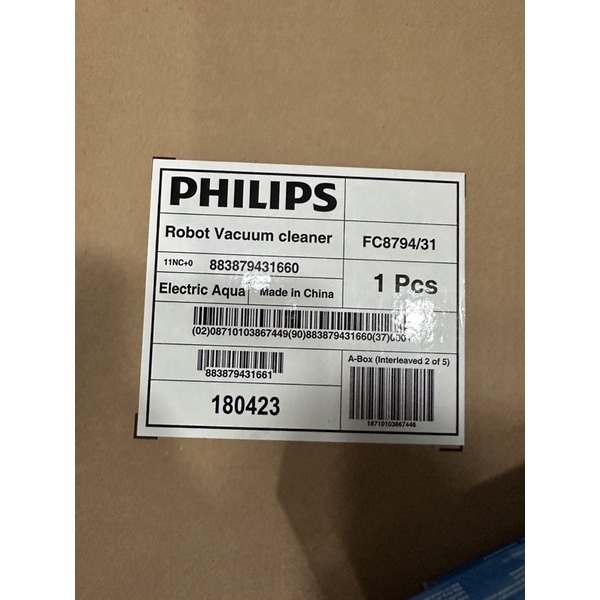 PHILIPS
Robot Vacuum cleaner
FC8794/31
11NC+0 883879431660
Electric Aqua Made in China
1 Pcs
(02)08710103867449(90)883879431660(37)0001
A-Box (Interleaved 2 of 5)
883879431661
180423
18710103867446